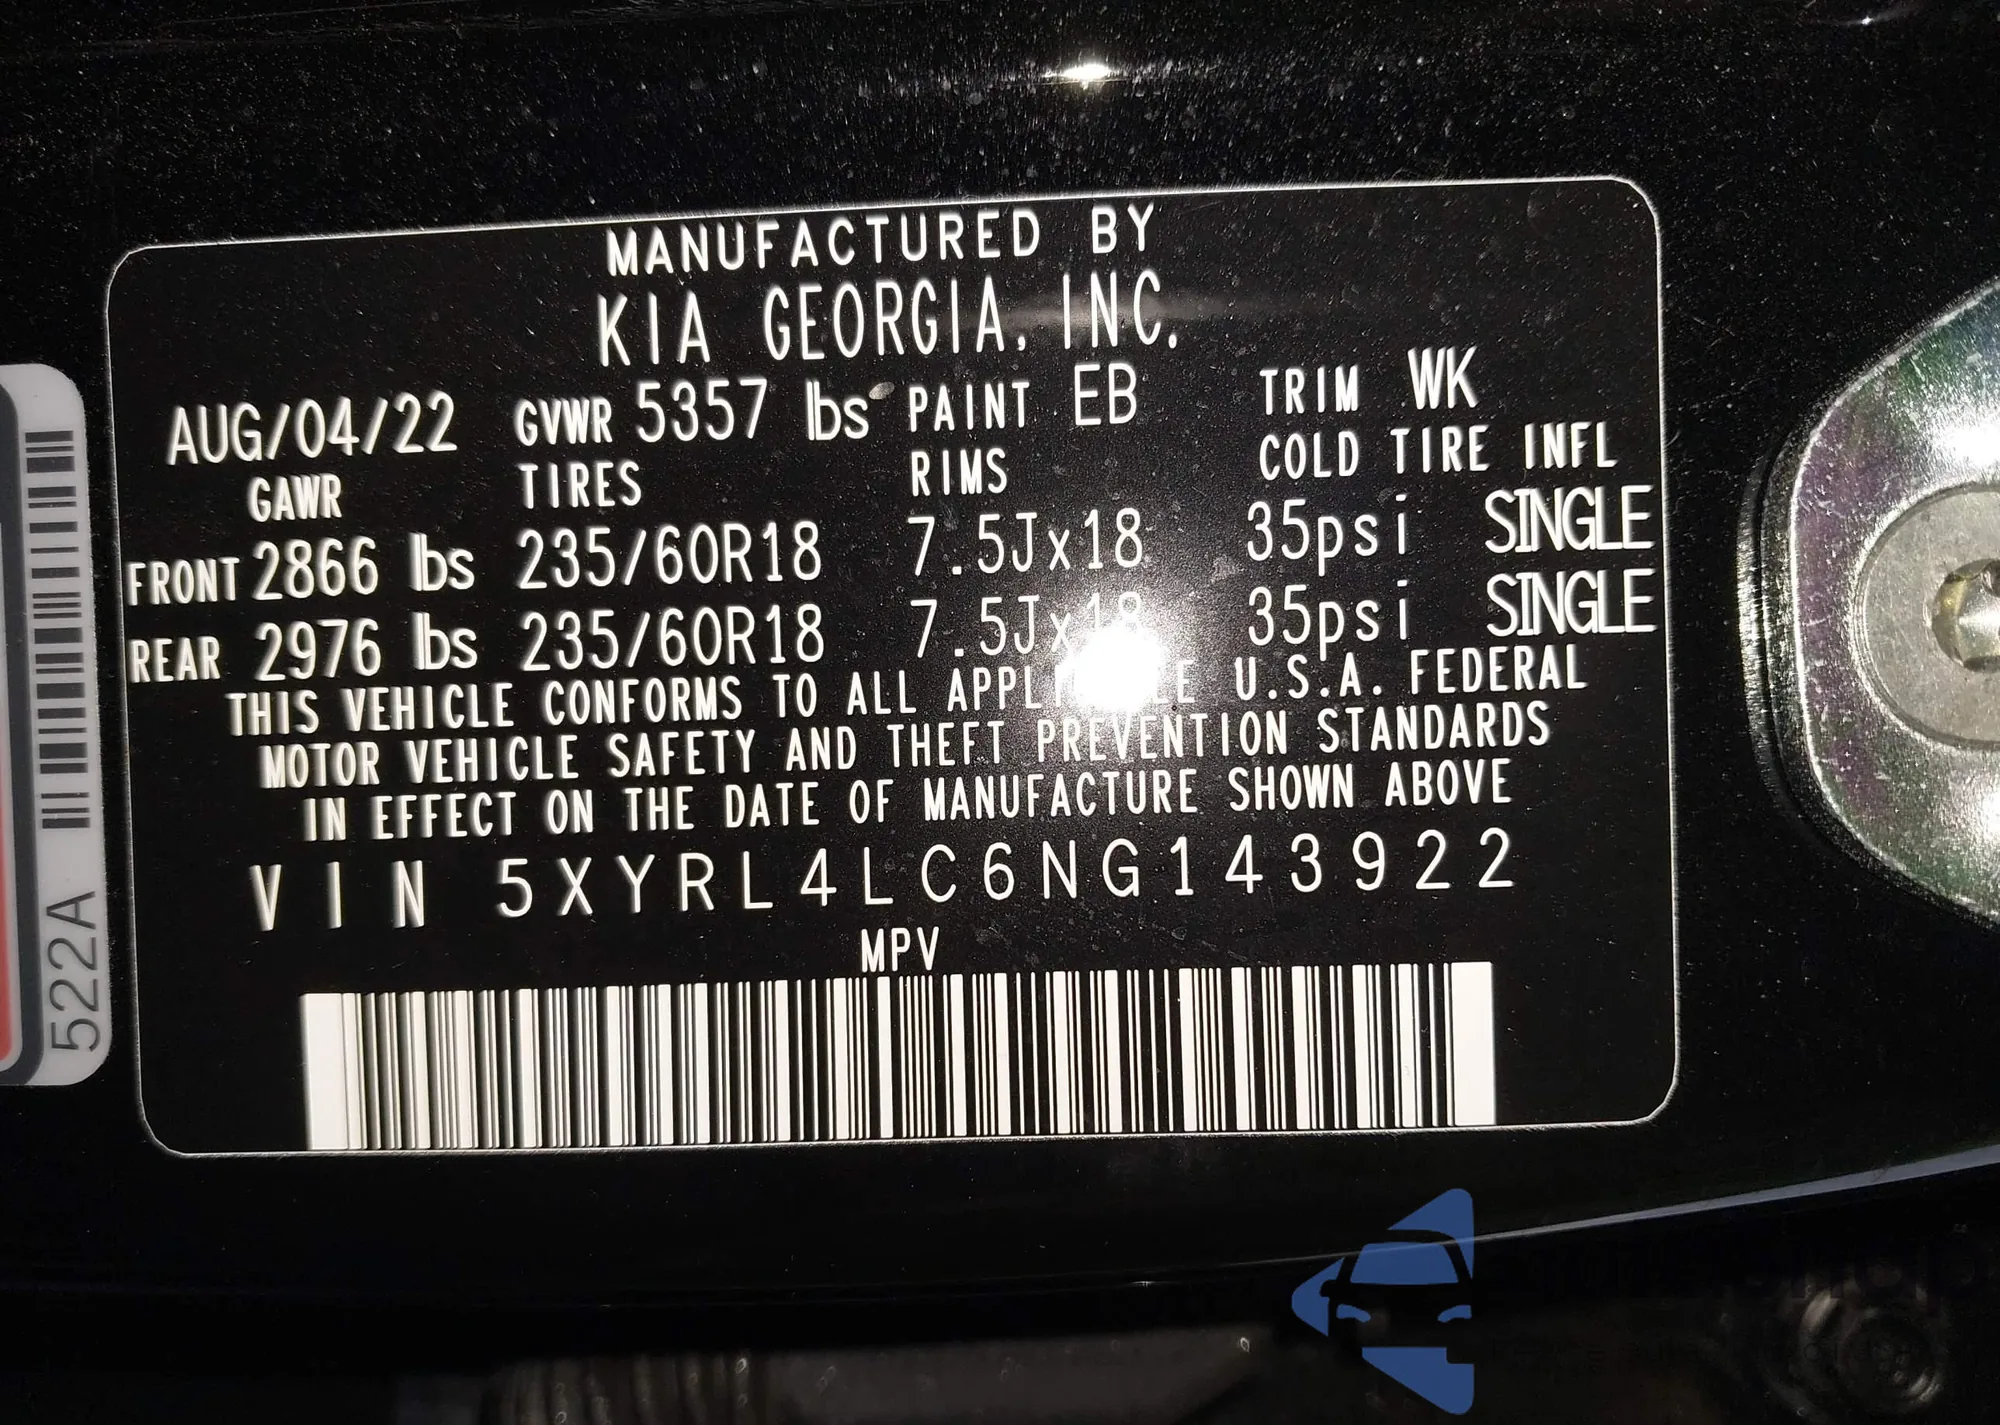 MANUFACTURED BY
KIA GEORGIA, INC.
AUG/04/22 GVWR 5357 lbs PAINT EB TRIM WK
GAWR TIRES RIMS COLD TIRE INFL
FRONT 2866 lbs 235/60R18 7.5Jx18 35psi SINGLE
REAR 2976 lbs 235/60R18 7.5Jx18 35psi SINGLE
THIS VEHICLE CONFORMS TO ALL APPLICABLE U.S.A. FEDERAL
MOTOR VEHICLE SAFETY AND THEFT PREVENTION STANDARDS
IN EFFECT ON THE DATE OF MANUFACTURE SHOWN ABOVE
VIN 5XYRL4LC6NG143922
MPV
522A